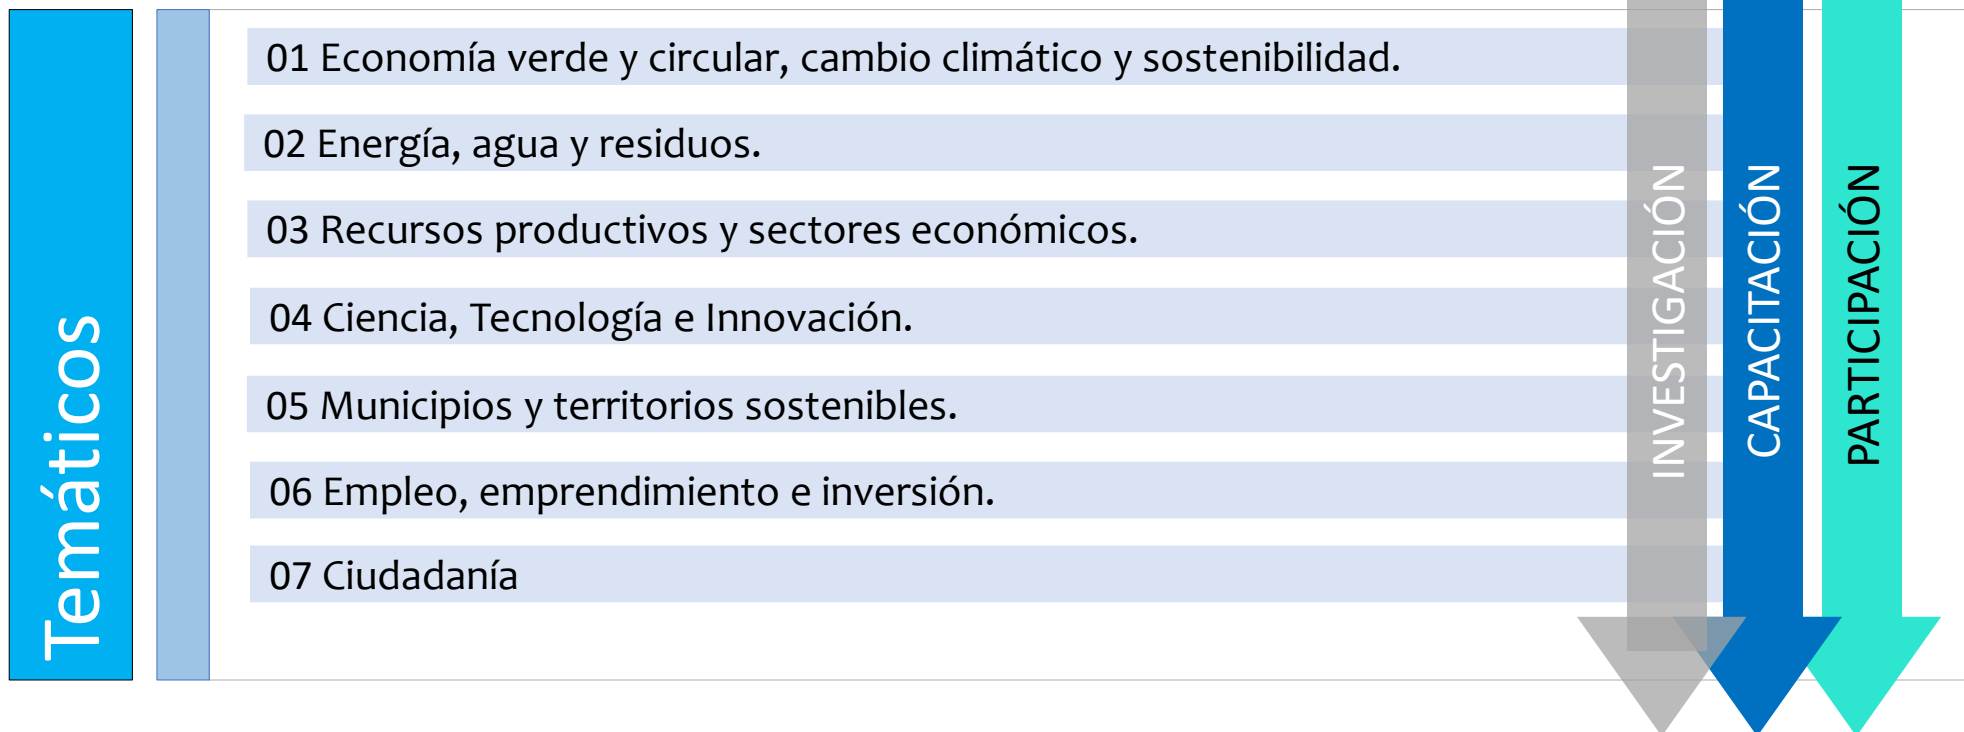 Temáticos
01 Economía verde y circular, cambio climático y sostenibilidad.
02 Energía, agua y residuos.
03 Recursos productivos y sectores económicos.
04 Ciencia, Tecnología e Innovación.
05 Municipios y territorios sostenibles.
06 Empleo, emprendimiento e inversión.
07 Ciudadanía
INVESTIGACIÓN
CAPACITACIÓN
PARTICIPACIÓN